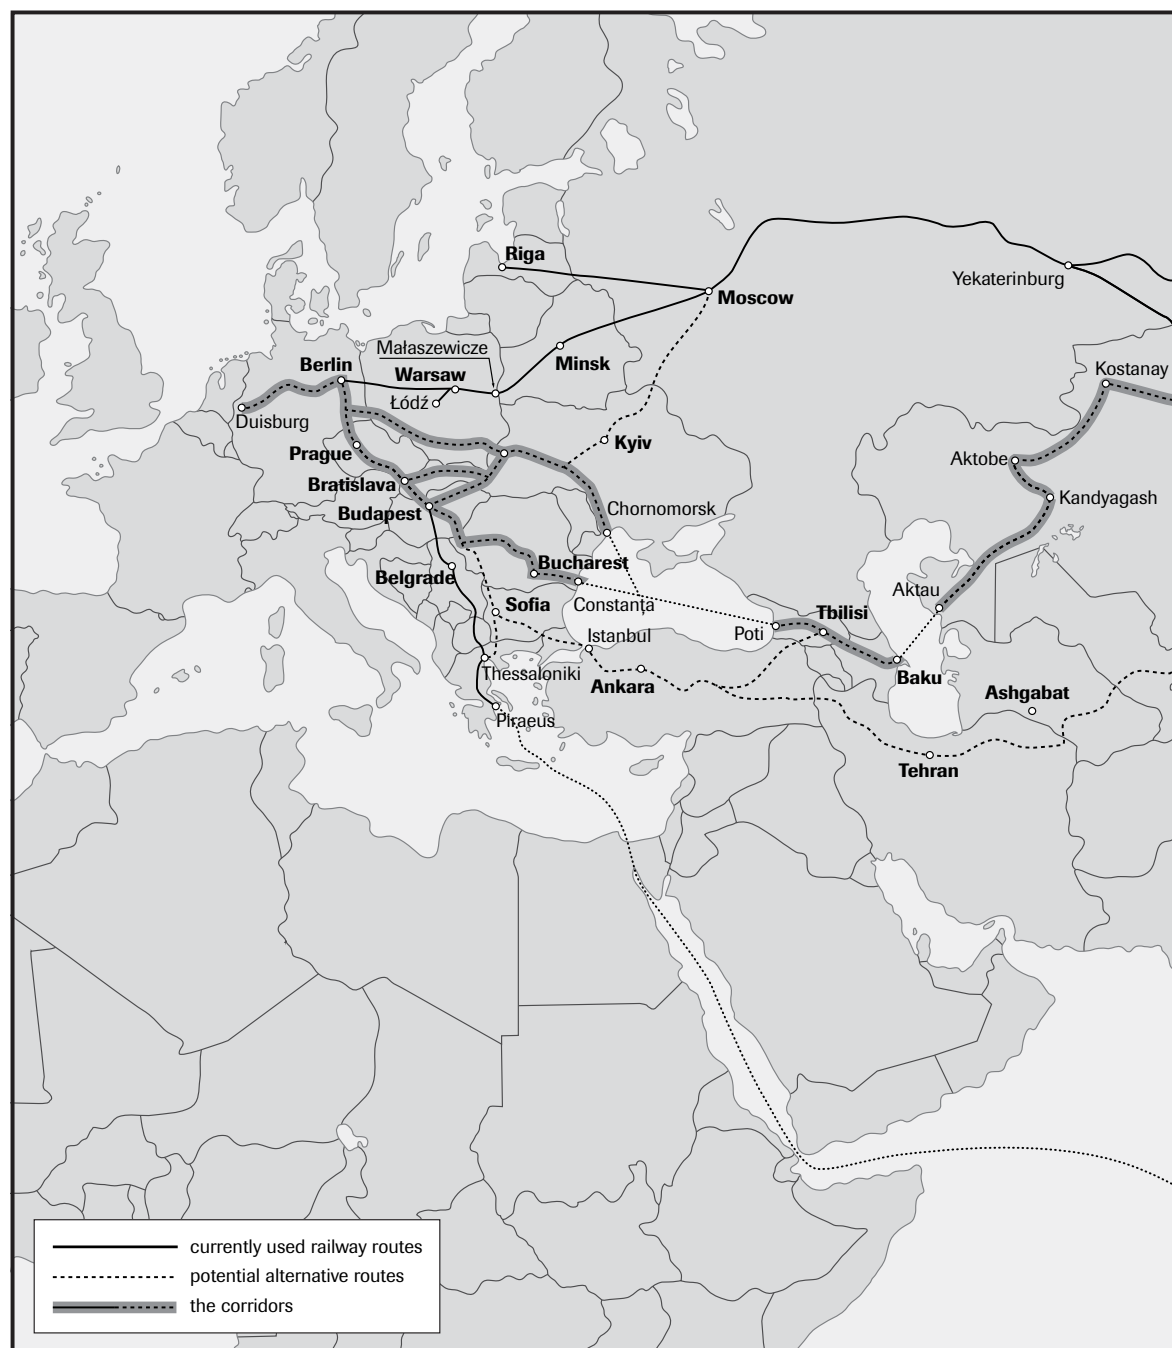 Riga
Moscow
Yekaterinburg
Małaszewicze
Minsk
Berlin
Warsaw
Kostanay
Łódź
Duisburg
Kyiv
Prague
Aktobe
Bratislava
Kandyagash
Budapest
Chornomorsk
Bucharest
Belgrade
Aktau
Constanța
Sofia
Tbilisi
Poti
Istanbul
Thessaloniki
Ankara
Baku
Ashgabat
Piraeus
Tehran
currently used railway routes
potential alternative routes
the corridors